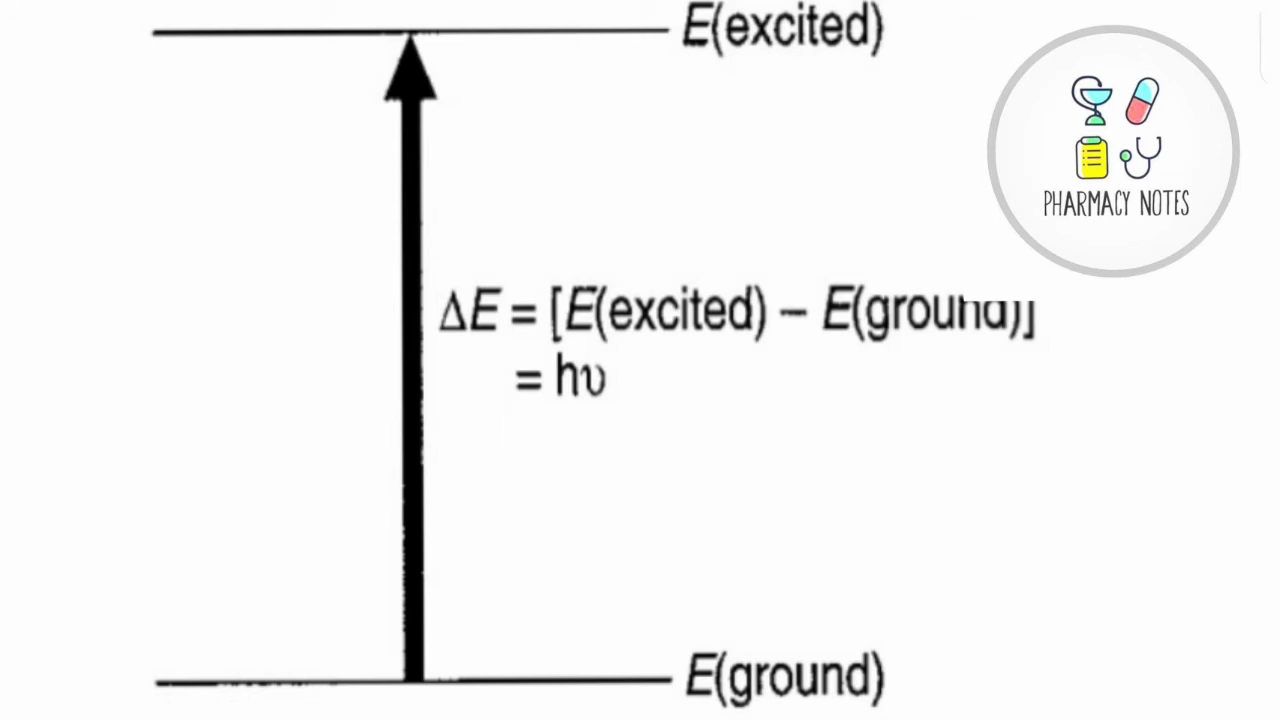 E(excited)
PHARMACY NOTES
ΔE = [E(excited) – E(ground)]
= hυ
E(ground)